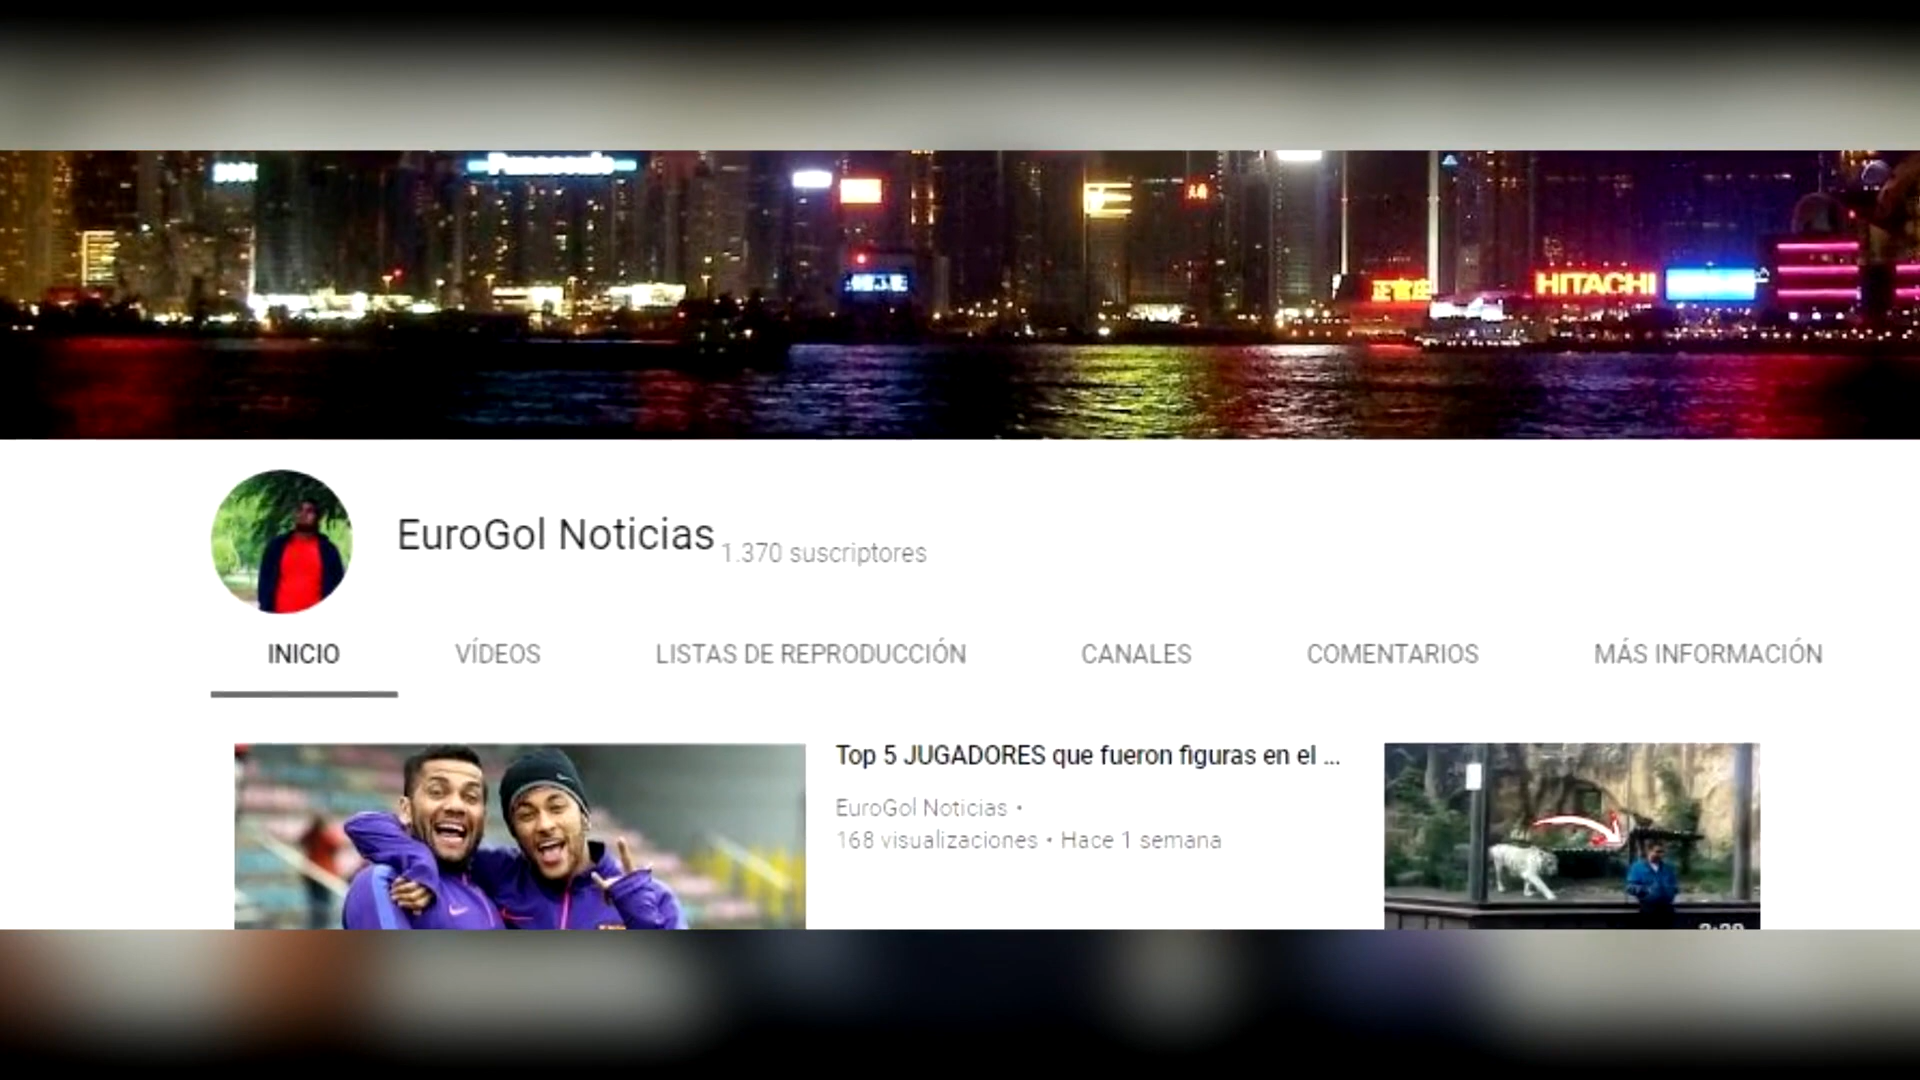 Panasonic
HITACHI
EuroGol Noticias 1.370 suscriptores
INICIO VÍDEOS LISTAS DE REPRODUCCIÓN CANALES COMENTARIOS MÁS INFORMACIÓN
Top 5 JUGADORES que fueron figuras en el ...
EuroGol Noticias •
168 visualizaciones • Hace 1 semana